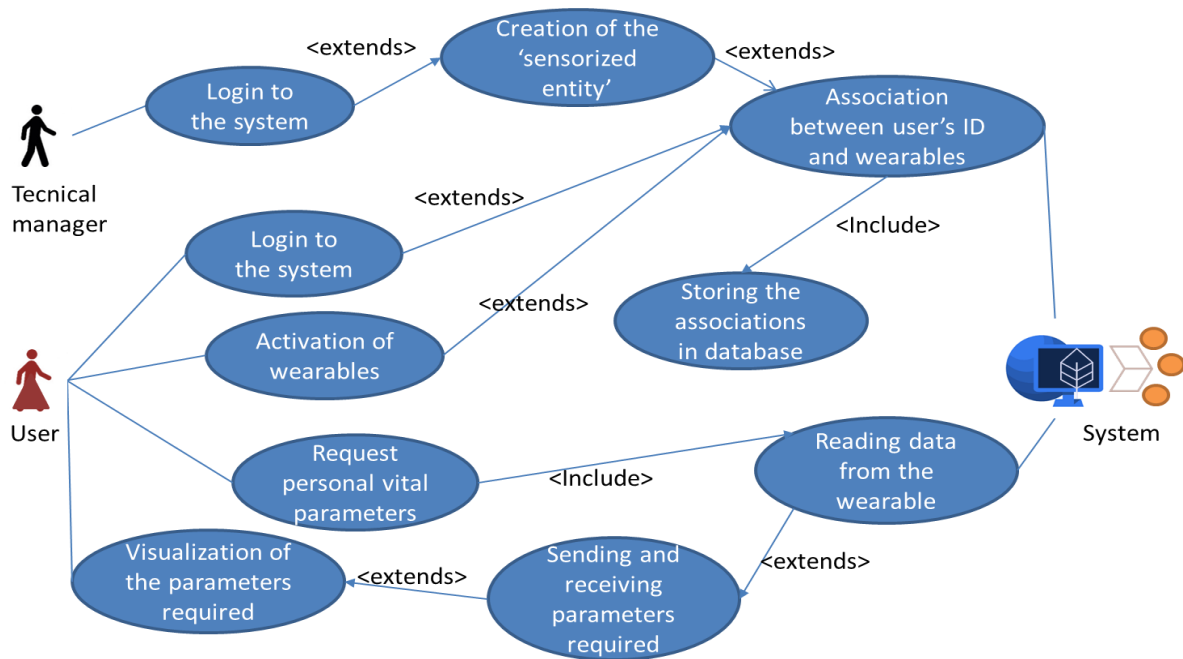 Creation of the
'sensorized
entity'
<extends>
<extends>
Login to
the system
Association
between user's ID
and wearables
Tecnical
manager
<extends>
<Include>
Login to
the system
Storing the
associations
in database
<extends>
Activation of
wearables
User
System
Request
personal vital
parameters
<Include>
Reading data
from the
wearable
Visualization of
the parameters
required
<extends>
Sending and
receiving
parameters
required
<extends>